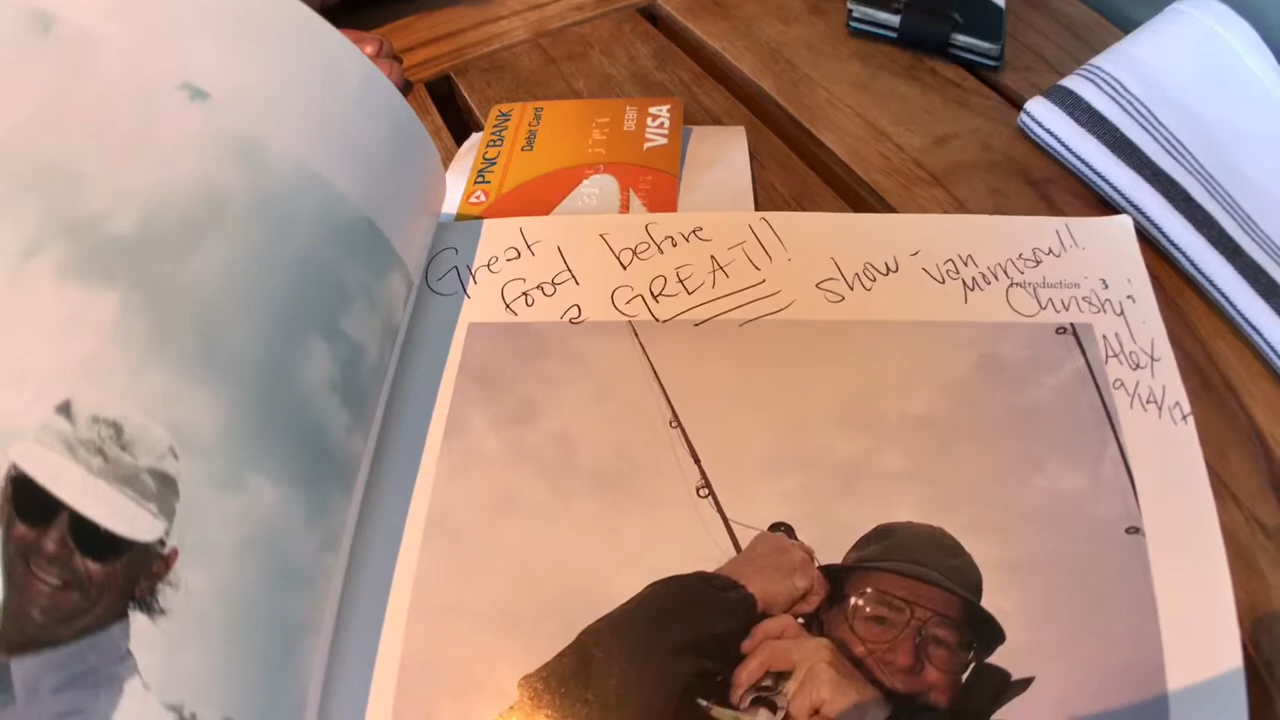 PNC BANK
Debit Card
DEBIT
VISA
Great
food before
a GREAT!! show - Van
Morrison!!
Introduction 3
Christy &
Alex
9/14/17